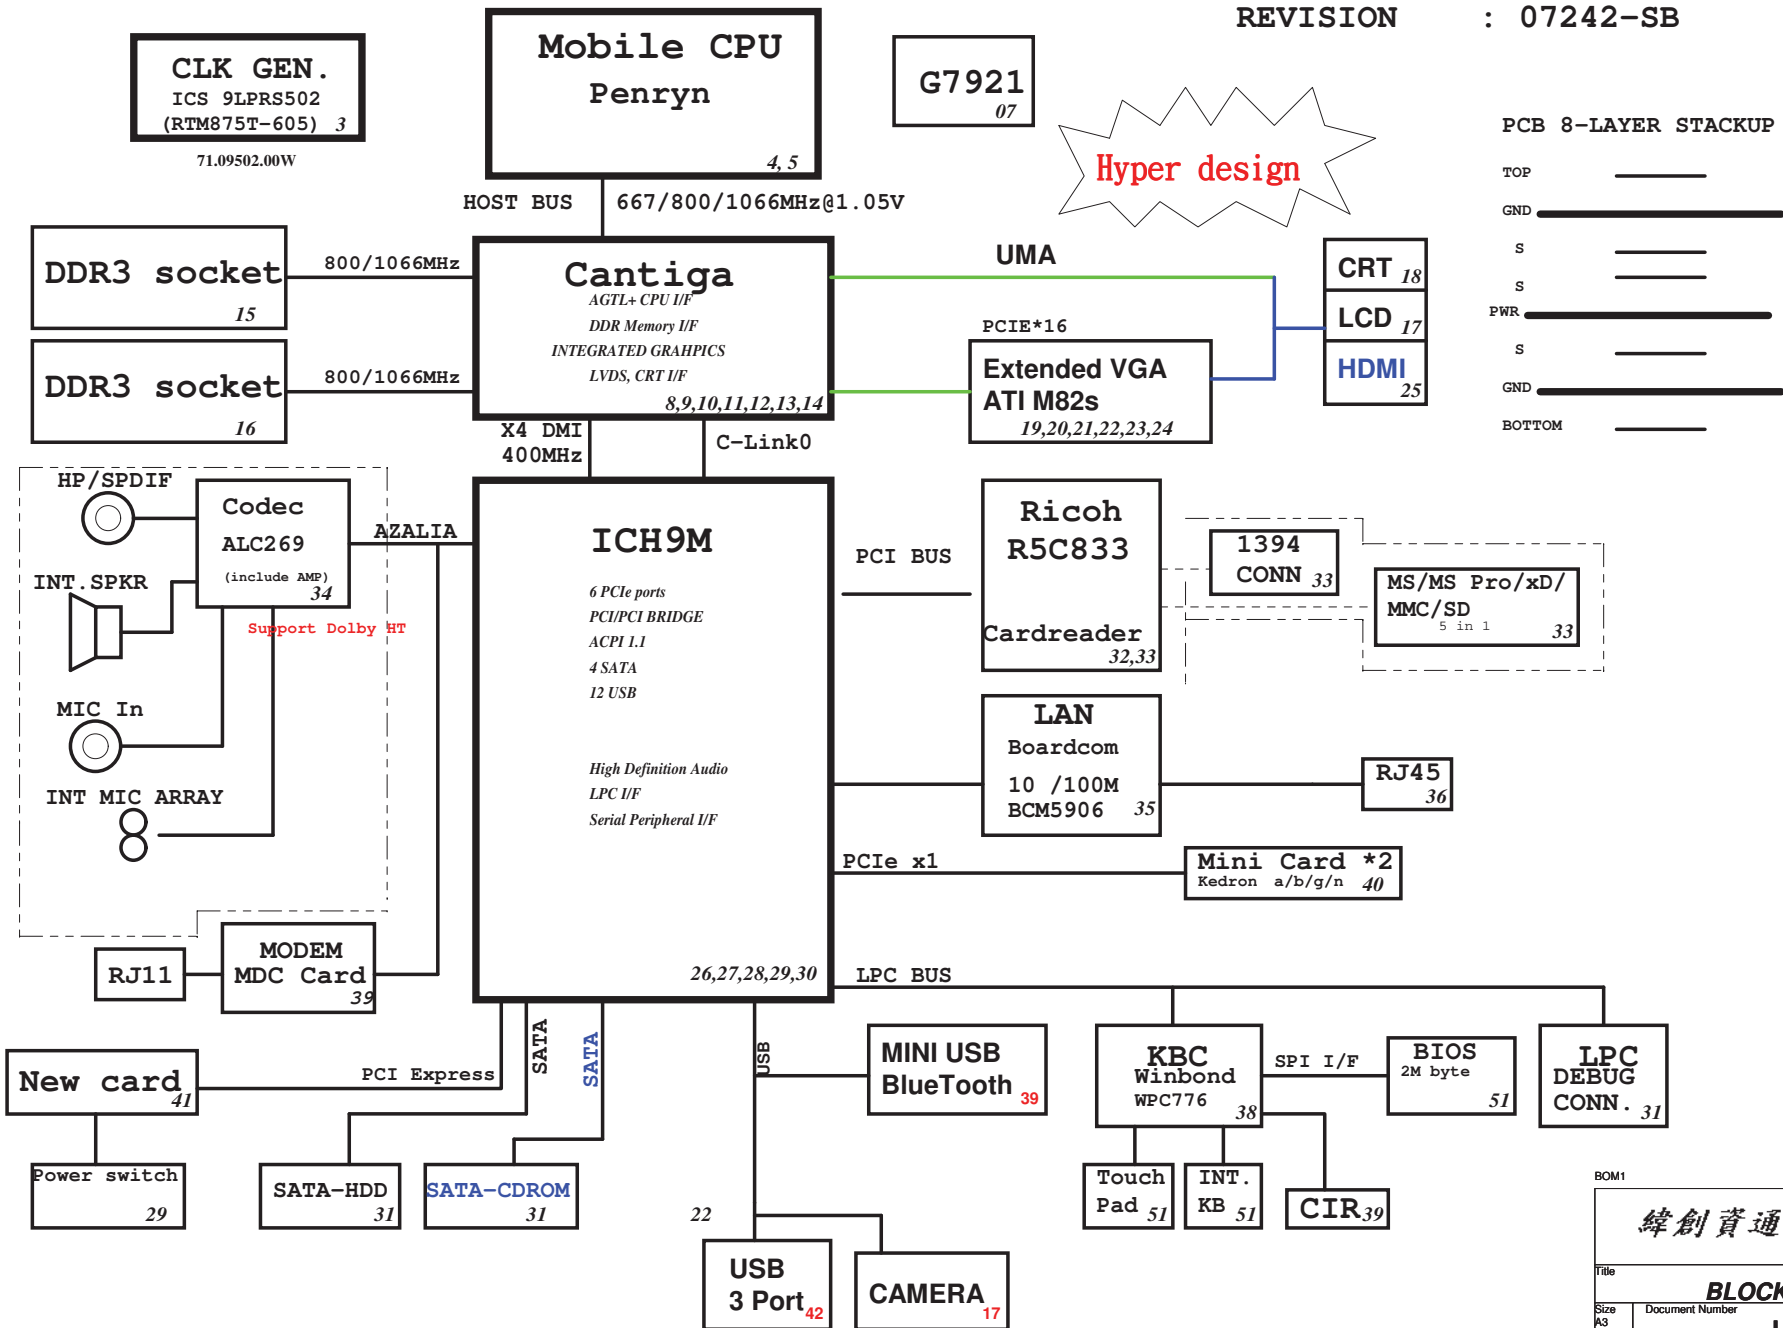 REVISION : 07242-SB
CLK GEN.
ICS 9LPRS502
(RTM875T-605) 3
71.09502.00W
Mobile CPU
Penryn
4, 5
G7921
07
Hyper design
PCB 8-LAYER STACKUP
TOP
GND
S
S
PWR
S
GND
BOTTOM
HOST BUS
667/800/1066MHz@1.05V
DDR3 socket
15
800/1066MHz
DDR3 socket
16
800/1066MHz
Cantiga
AGTL+ CPU I/F
DDR Memory I/F
INTEGRATED GRAHPICS
LVDS, CRT I/F
8,9,10,11,12,13,14
UMA
PCIE*16
Extended VGA
ATI M82s
19,20,21,22,23,24
CRT 18
LCD 17
HDMI
25
X4 DMI
400MHz
C-Link0
HP/SPDIF
Codec
ALC269
(include AMP)
34
AZALIA
INT.SPKR
Support Dolby HT
MIC In
INT MIC ARRAY
ICH9M
6 PCIe ports
PCI/PCI BRIDGE
ACPI 1.1
4 SATA
12 USB
High Definition Audio
LPC I/F
Serial Peripheral I/F
26,27,28,29,30
PCI BUS
Ricoh
R5C833
Cardreader
32,33
1394
CONN 33
MS/MS Pro/xD/
MMC/SD
5 in 1
33
LAN
Boardcom
10 /100M
BCM5906 35
RJ45
36
PCIe x1
Mini Card *2
Kedron a/b/g/n 40
RJ11
MODEM
MDC Card
39
LPC BUS
New card
41
PCI Express
SATA
SATA
USB
MINI USB
BlueTooth 39
KBC
Winbond
WPC776
38
SPI I/F
BIOS
2M byte
51
LPC
DEBUG
CONN. 31
Power switch
29
SATA-HDD
31
SATA-CDROM
31
22
USB
3 Port 42
CAMERA
17
Touch
Pad 51
INT.
KB 51
CIR 39
BOM1
緯創資通
Title
BLOCK
Size
A3
Document Number